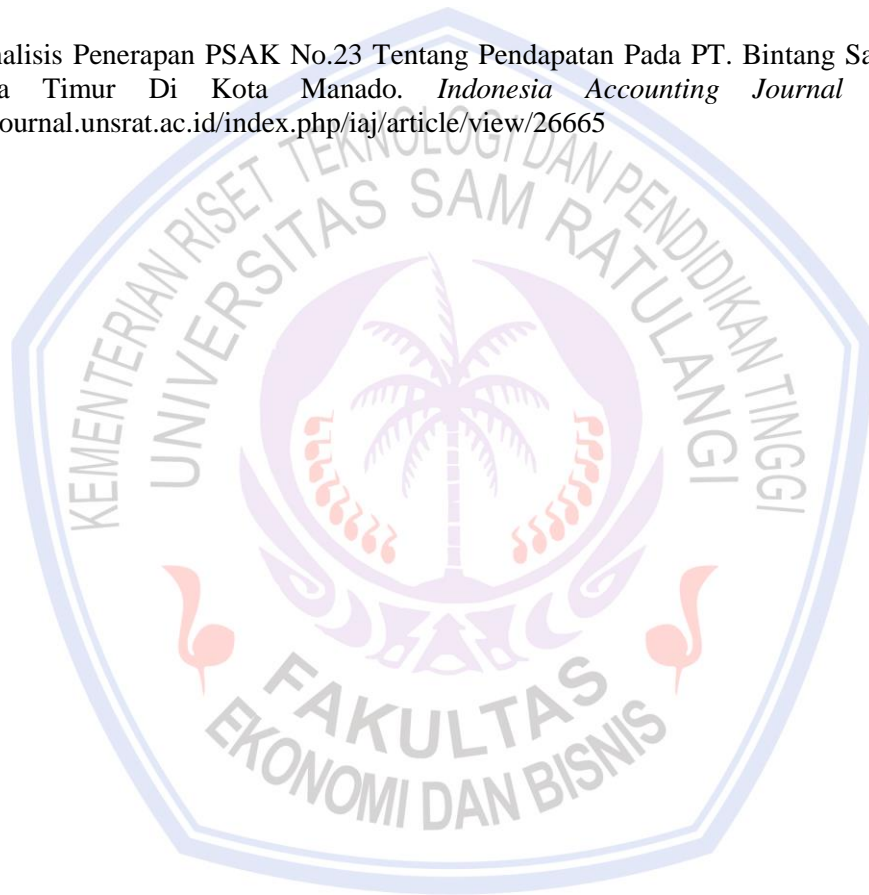 nalisis Penerapan PSAK No.23 Tentang Pendapatan Pada PT. Bintang Sa
a Timur Di Kota Manado. Indonesia Accounting Journal
ournal.unsrat.ac.id/index.php/iaj/article/view/26665
KEMENTERIAN RISET TEKNOLOGI DAN PENDIDIKAN TINGGI
UNIVERSITAS SAM RATULANGI
FAKULTAS
EKONOMI DAN BISNIS